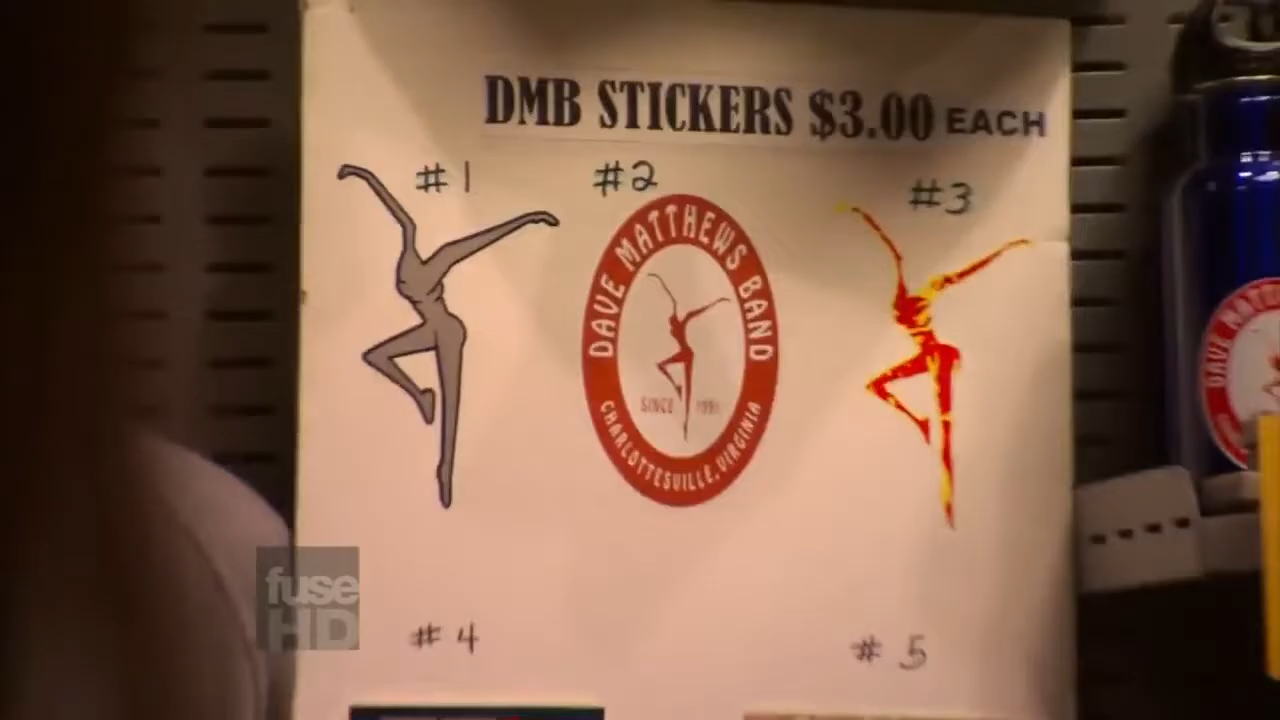 DMB STICKERS $3.00 EACH
#1
#2
#3
DAVE MATTHEWS BAND
SINCE 1991
CHARLOTTESVILLE, VIRGINIA
DAVE
fuse
HD
#4
#5